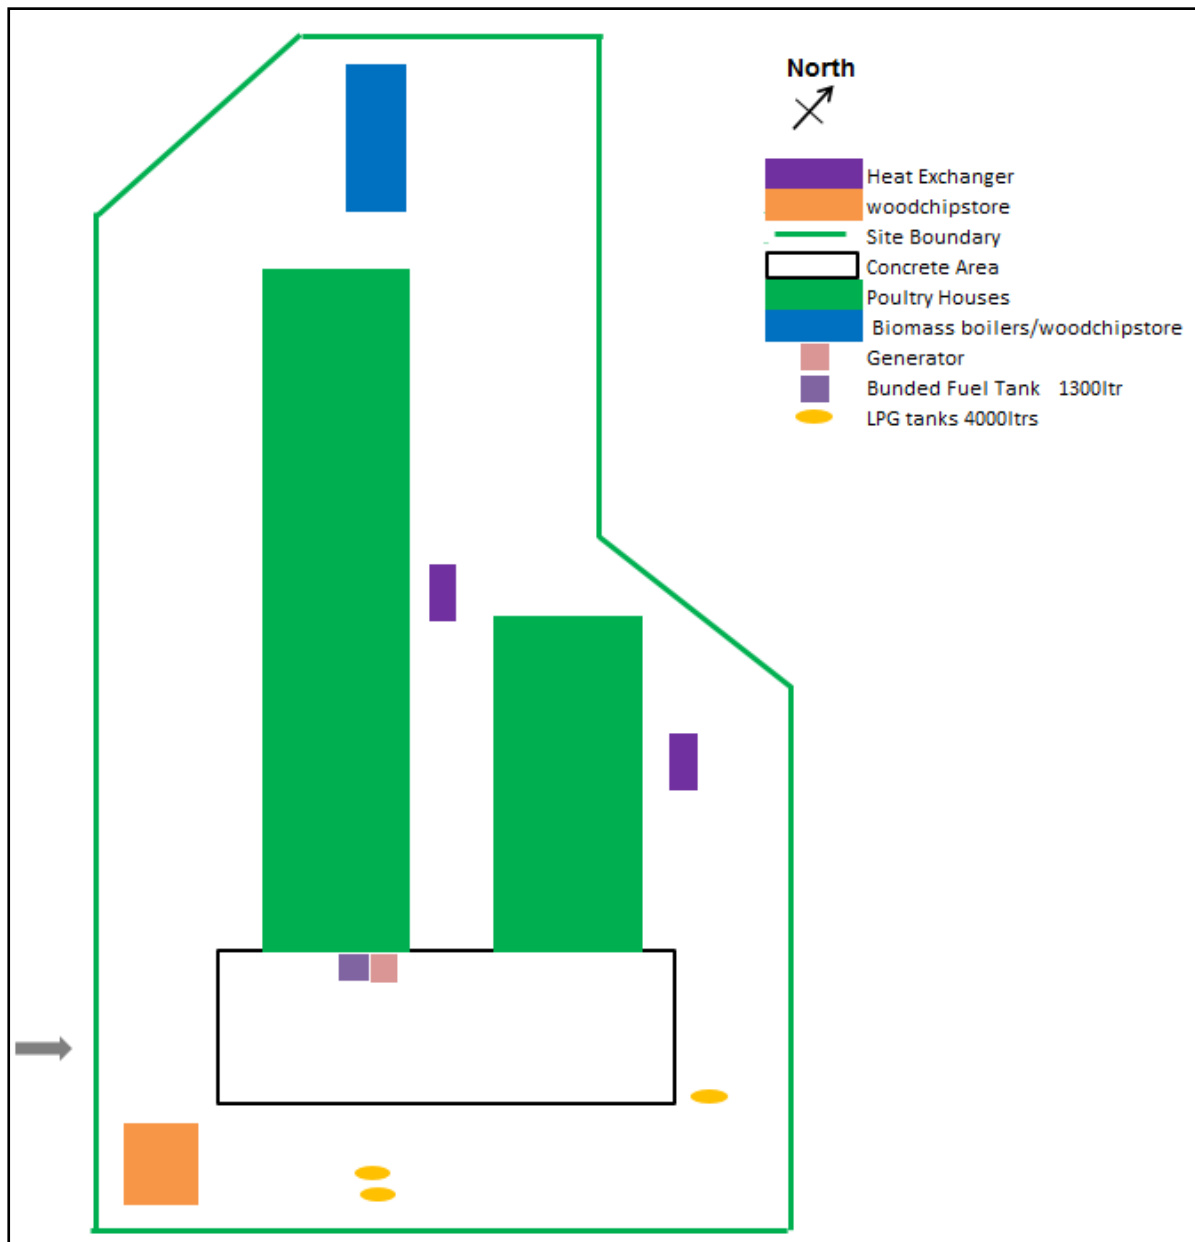 North
Heat Exchanger
woodchipstore
Site Boundary
Concrete Area
Poultry Houses
Biomass boilers/woodchipstore
Generator
Bunded Fuel Tank 1300ltr
LPG tanks 4000ltrs